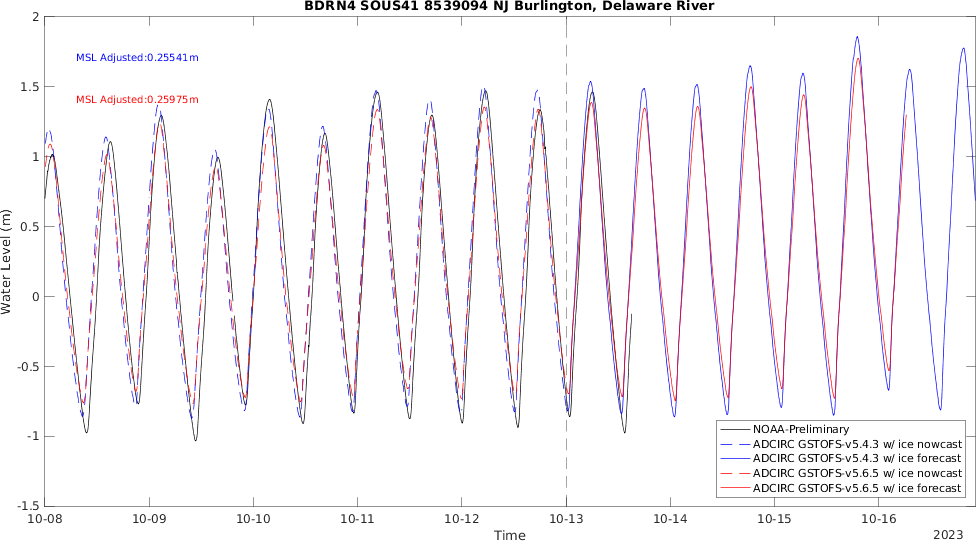 BDRN4 SOUS41 8539094 NJ Burlington, Delaware River
2
1.5
1
0.5
0
-0.5
-1
-1.5
Water Level (m)
MSL Adjusted:0.25541m
MSL Adjusted:0.25975m
NOAA-Preliminary
ADCIRC GSTOFS-v5.4.3 w/ ice nowcast
ADCIRC GSTOFS-v5.4.3 w/ ice forecast
ADCIRC GSTOFS-v5.6.5 w/ ice nowcast
ADCIRC GSTOFS-v5.6.5 w/ ice forecast
10-08 10-09 10-10 10-11 10-12 10-13 10-14 10-15 10-16
Time
2023